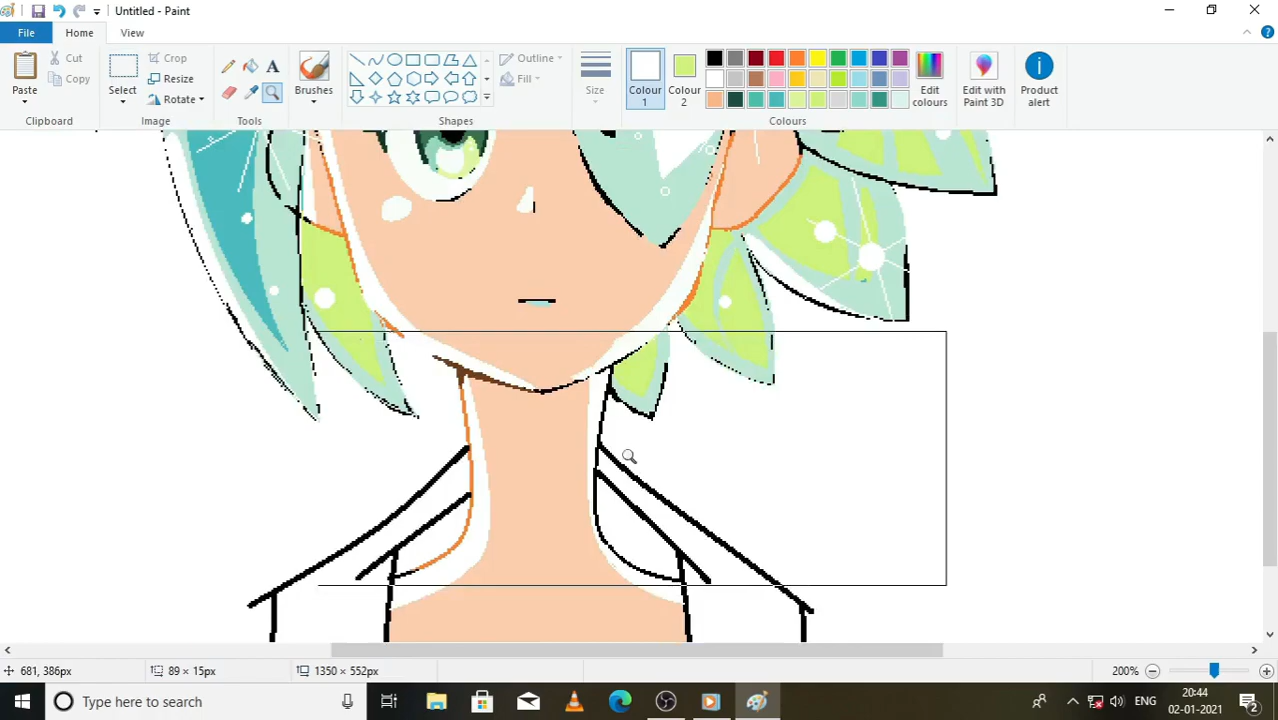 Untitled - Paint
File
Home
View
Paste
Cut
Copy
Select
Crop
Resize
Rotate
Brushes
Outline
Fill
Size
Colour
1
Colour
2
Edit
colours
Edit with
Paint 3D
Product
alert
Clipboard
Image
Tools
Shapes
Colours
681, 386px
89 × 15px
1350 × 552px
200%
Type here to search
ENG
20:44
02-01-2021
2